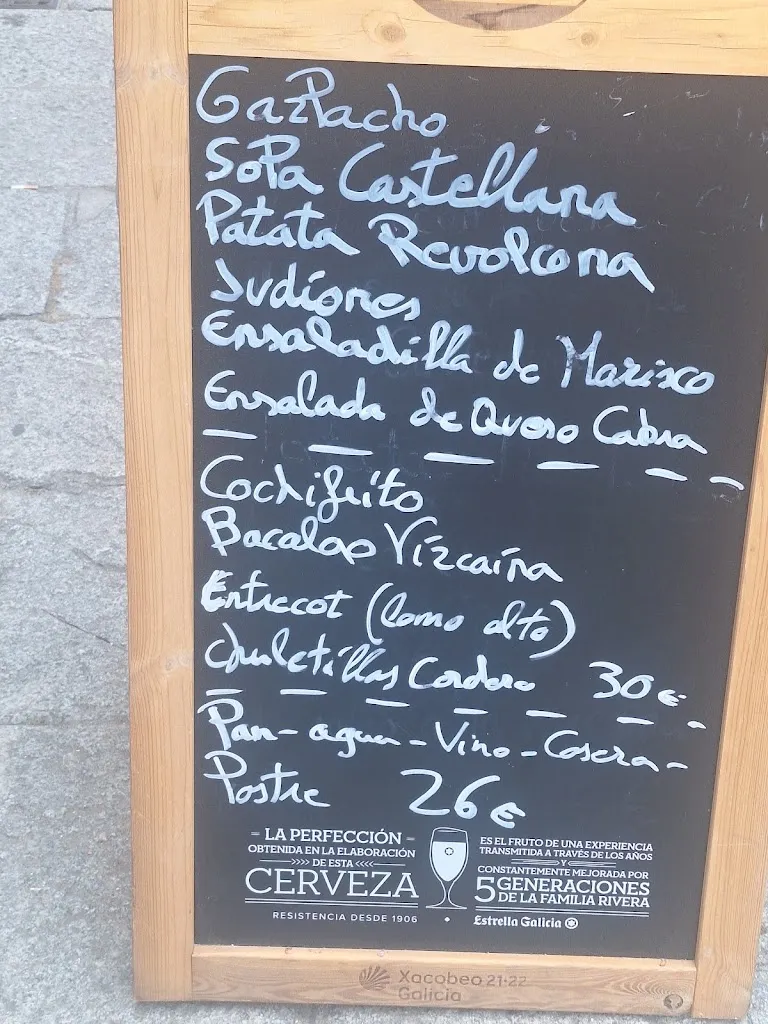 Gazpacho
Sopa Castellana
Patata Revolcona
Judiones
Ensaladilla de Marisco
Ensalada de Queso Cabra
Cochifrito
Bacalao Vizcaína
Entrecot (lomo alto)
Chuletillas Cordero 30€
Pan - agua - Vino - Casera -
Postre 26€
LA PERFECCIÓN
OBTENIDA EN LA ELABORACIÓN
DE ESTA
CERVEZA
RESISTENCIA DESDE 1906
ES EL FRUTO DE UNA EXPERIENCIA
TRANSMITIDA A TRAVÉS DE LOS AÑOS
Y
CONSTANTEMENTE MEJORADA POR
5 GENERACIONES
DE LA FAMILIA RIVERA
Estrella Galicia
Xacobeo 21·22
Galicia